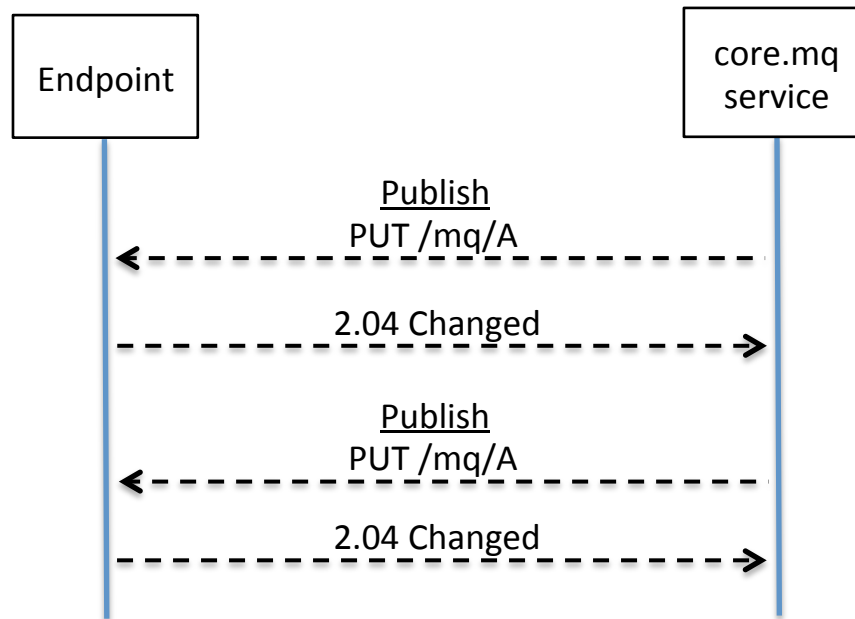 Endpoint
core.mq
service
Publish
PUT /mq/A
2.04 Changed
Publish
PUT /mq/A
2.04 Changed